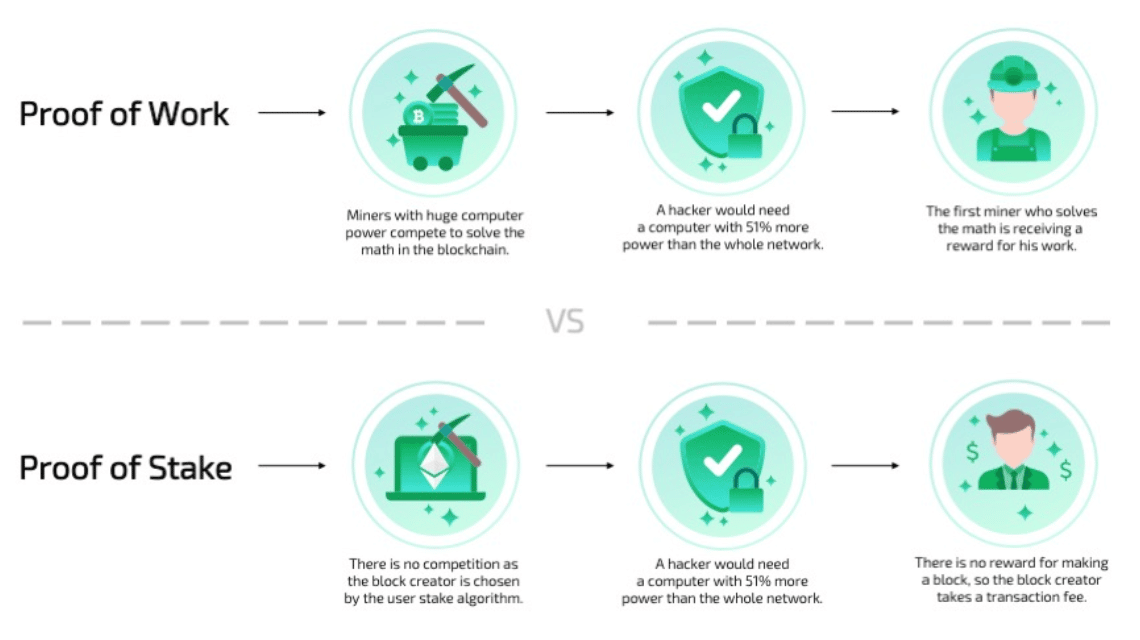 Proof of Work
Miners with huge computer
power compete to solve the
math in the blockchain.
A hacker would need
a computer with 51% more
power than the whole network.
The first miner who solves
the math is receiving a
reward for his work.
VS
Proof of Stake
There is no competition as
the block creator is chosen
by the user stake algorithm.
A hacker would need
a computer with 51% more
power than the whole network.
$
$
There is no reward for making
a block, so the block creator
takes a transaction fee.